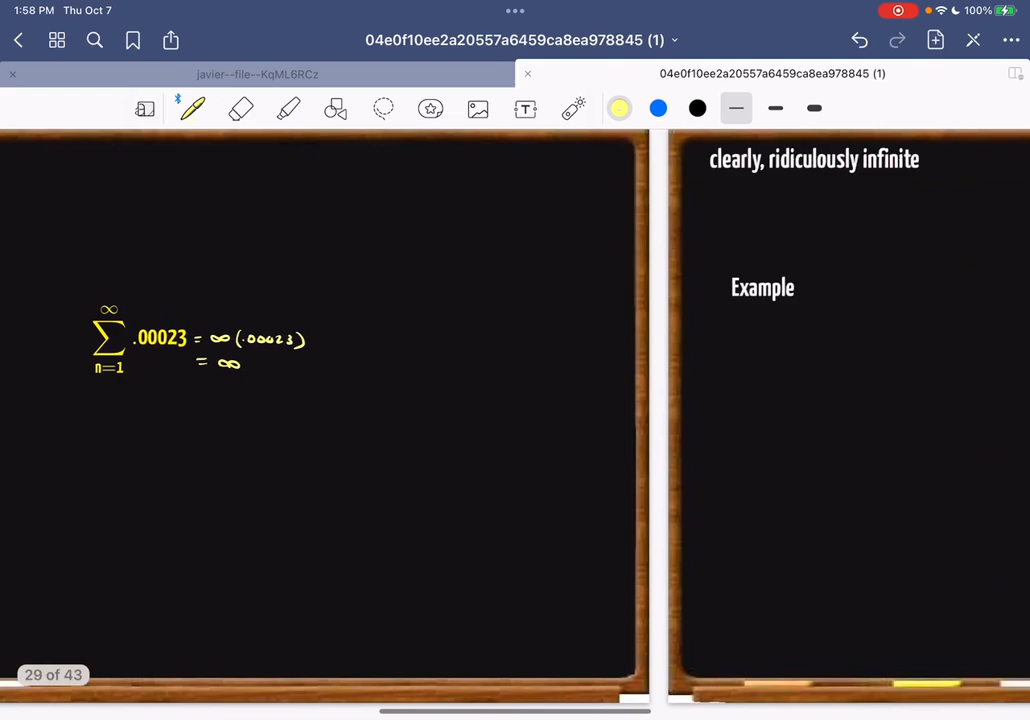 1:58 PM Thu Oct 7
100%
04e0f10ee2a20557a6459ca8ea978845 (1)
javier--file--KqML6RCz
04e0f10ee2a20557a6459ca8ea978845 (1)
clearly, ridiculously infinite
Example
∞
∑ .00023 = ∞ (.00023)
n=1
= ∞
29 of 43